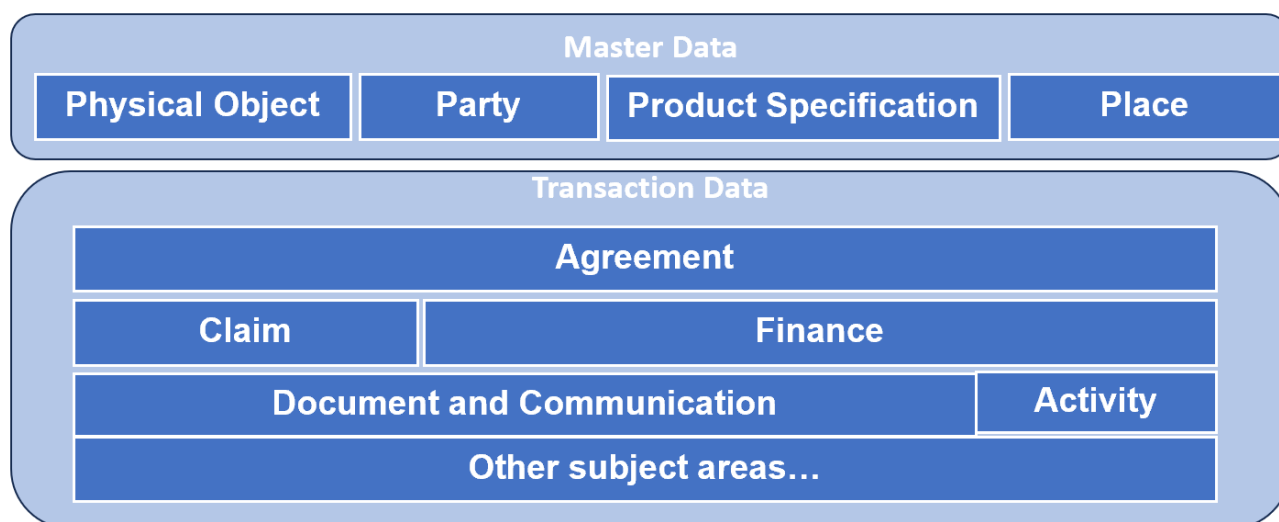 Master Data
Physical Object
Party
Product Specification
Place
Transaction Data
Agreement
Claim
Finance
Document and Communication
Activity
Other subject areas…